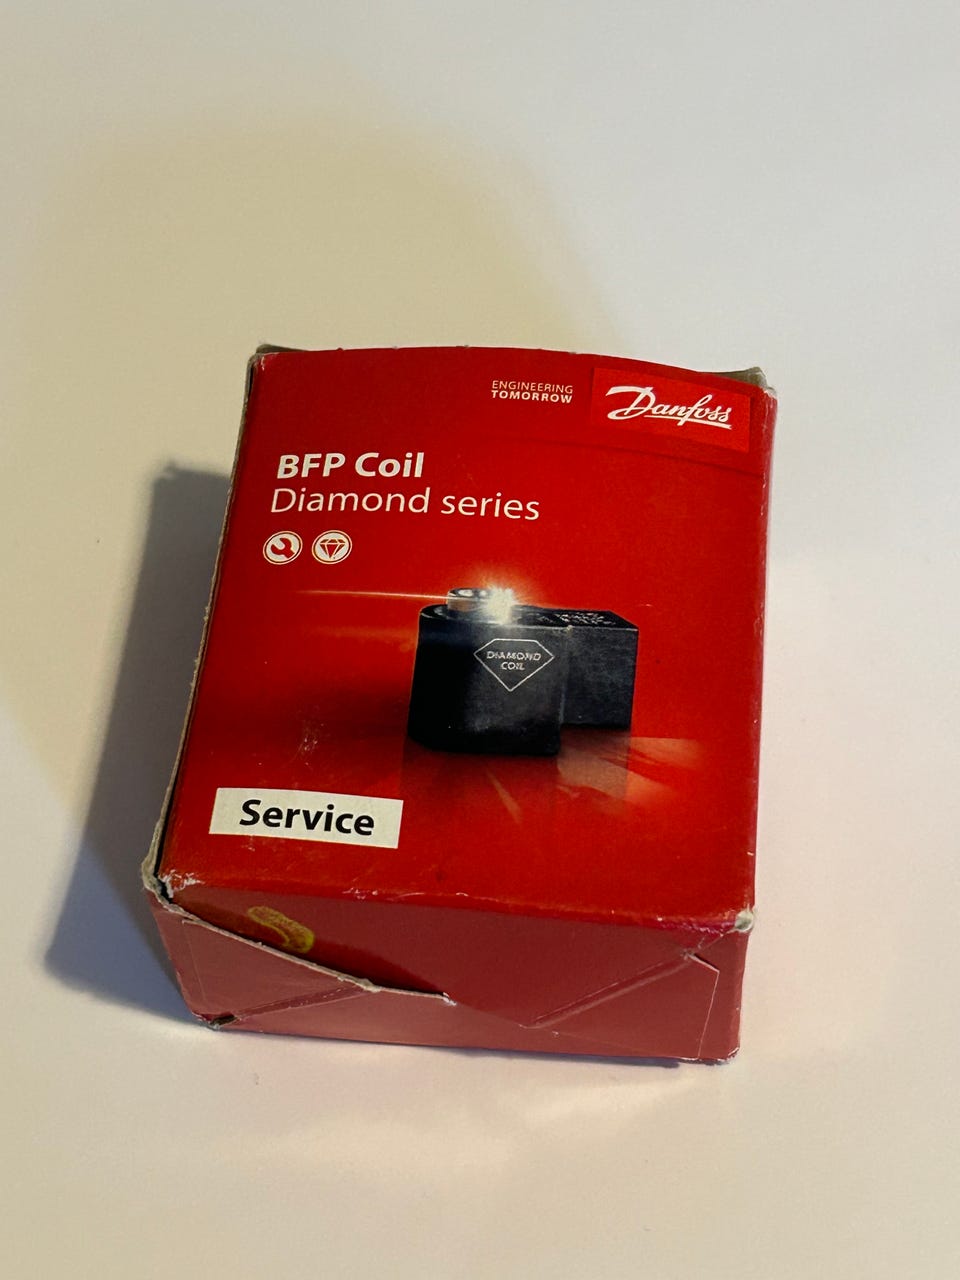 ENGINEERING
TOMORROW
Danfoss
BFP Coil
Diamond series
DIAMOND
COIL
Service